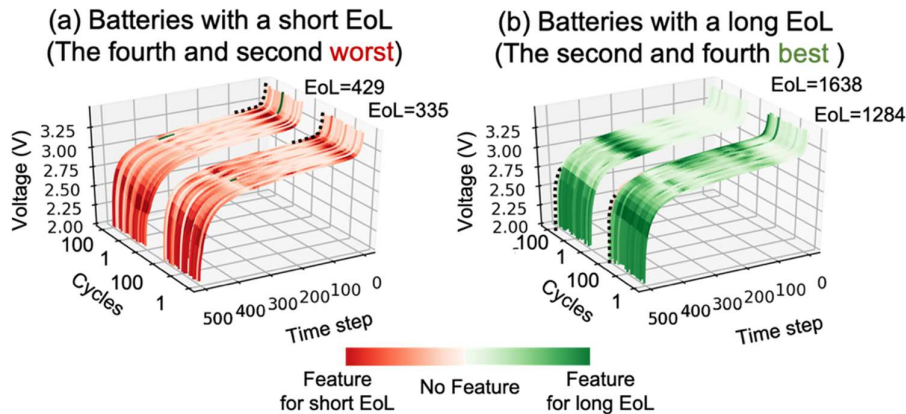 (a) Batteries with a short EoL
(The fourth and second worst)
EoL=429
EoL=335
Voltage (V)
3.25
3.00
2.75
2.50
2.25
2.00
100
1
100
1
Cycles
500
400
300
200
100
0
Time step
(b) Batteries with a long EoL
(The second and fourth best )
EoL=1638
EoL=1284
Voltage (V)
3.25
3.00
2.75
2.50
2.25
2.00
100
1
100
1
Cycles
500
400
300
200
100
0
Time step
Feature
for short EoL
No Feature
Feature
for long EoL